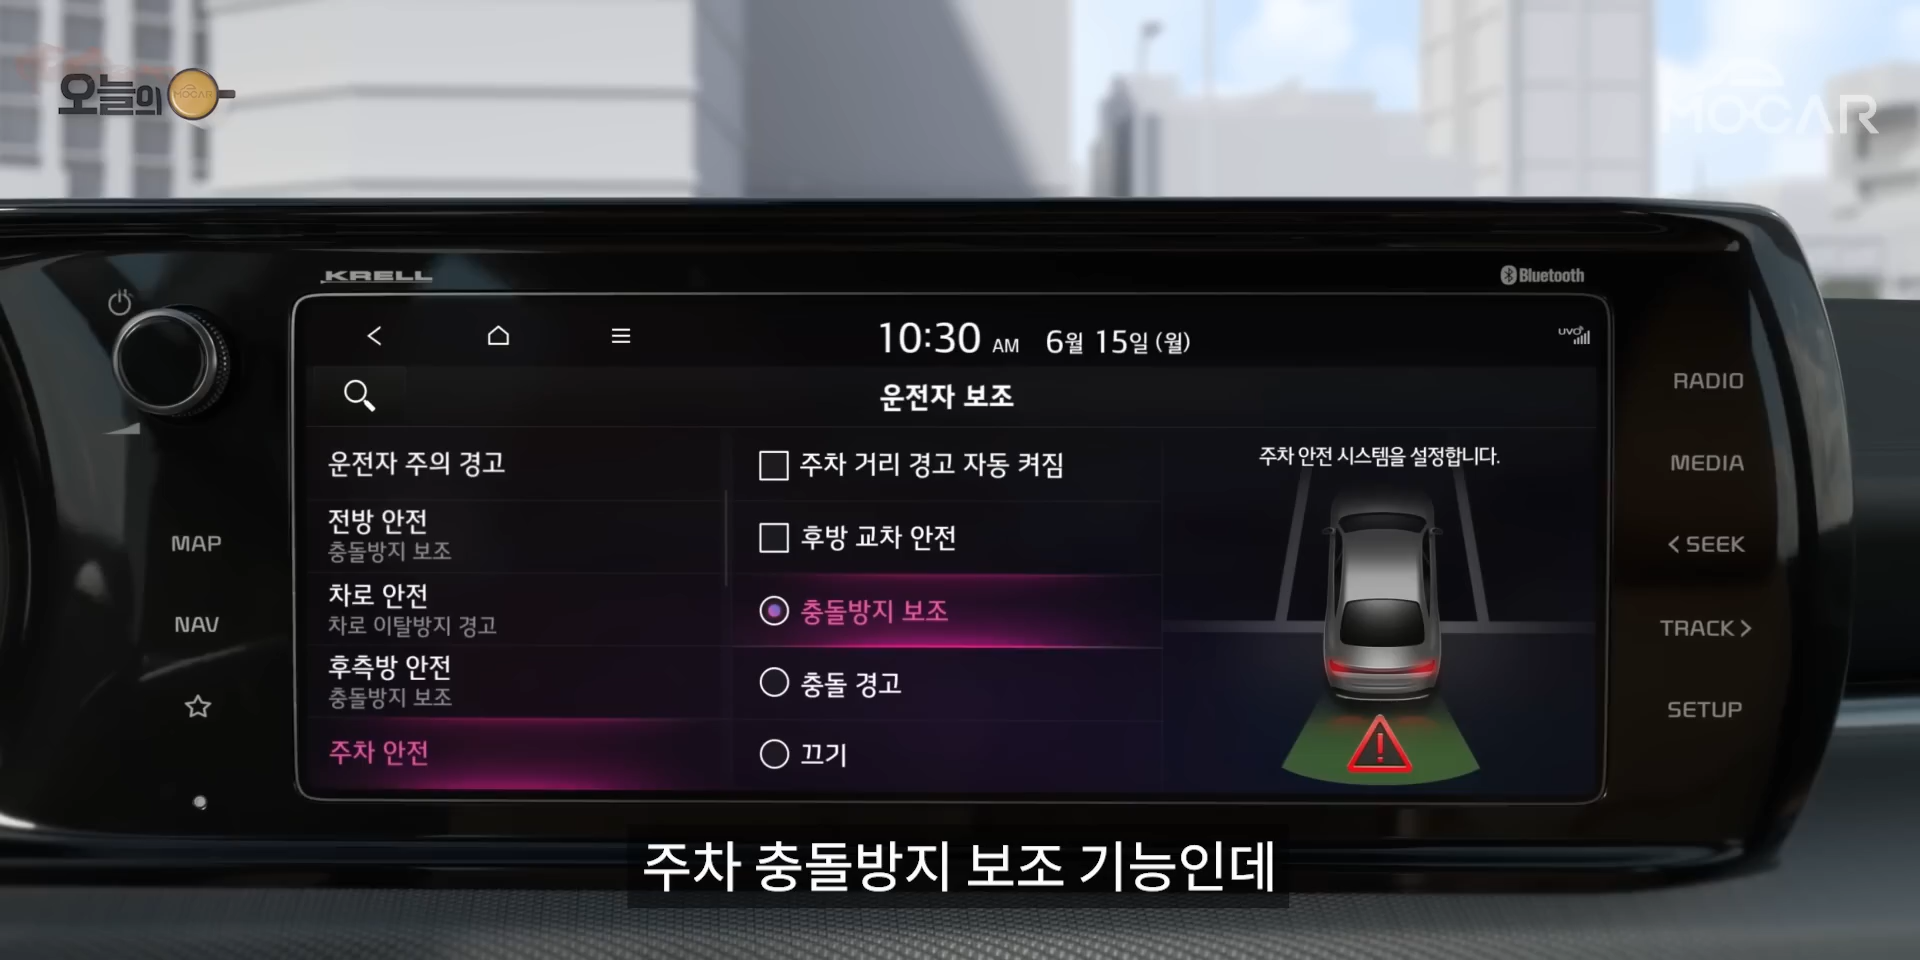 오늘의
MOCAR
MOCAR
KRELL
Bluetooth
10:30 AM 6월 15일 (월)
UVO
운전자 보조
운전자 주의 경고
전방 안전
충돌방지 보조
차로 안전
차로 이탈방지 경고
후측방 안전
충돌방지 보조
주차 안전
주차 거리 경고 자동 켜짐
후방 교차 안전
충돌방지 보조
충돌 경고
끄기
주차 안전 시스템을 설정합니다.
MAP
NAV
RADIO
MEDIA
< SEEK
TRACK >
SETUP
주차 충돌방지 보조 기능인데